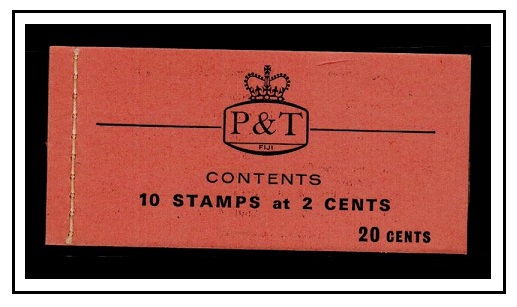 P&T
FIJI
CONTENTS
10 STAMPS at 2 CENTS
20 CENTS